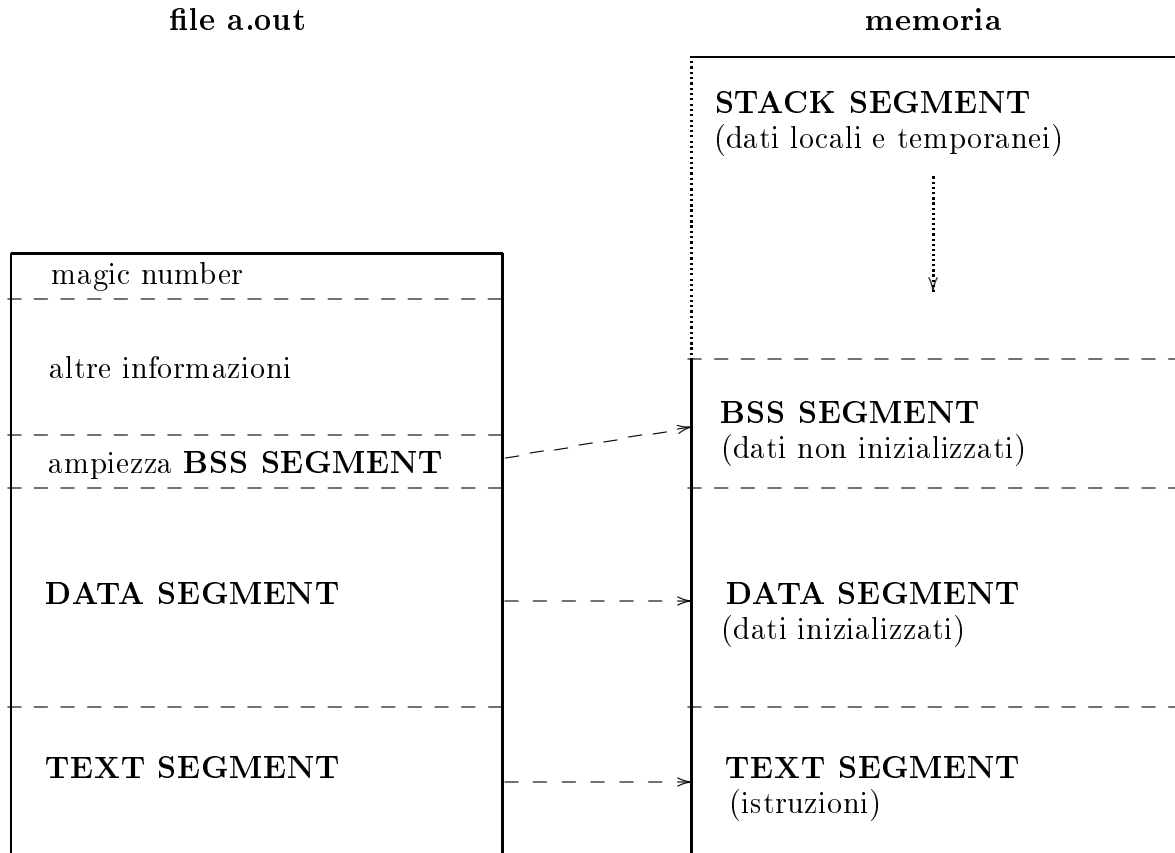 file a.out
memoria
STACK SEGMENT
(dati locali e temporanei)
magic number
altre informazioni
BSS SEGMENT
(dati non inizializzati)
ampiezza BSS SEGMENT
DATA SEGMENT
DATA SEGMENT
(dati inizializzati)
TEXT SEGMENT
TEXT SEGMENT
(istruzioni)